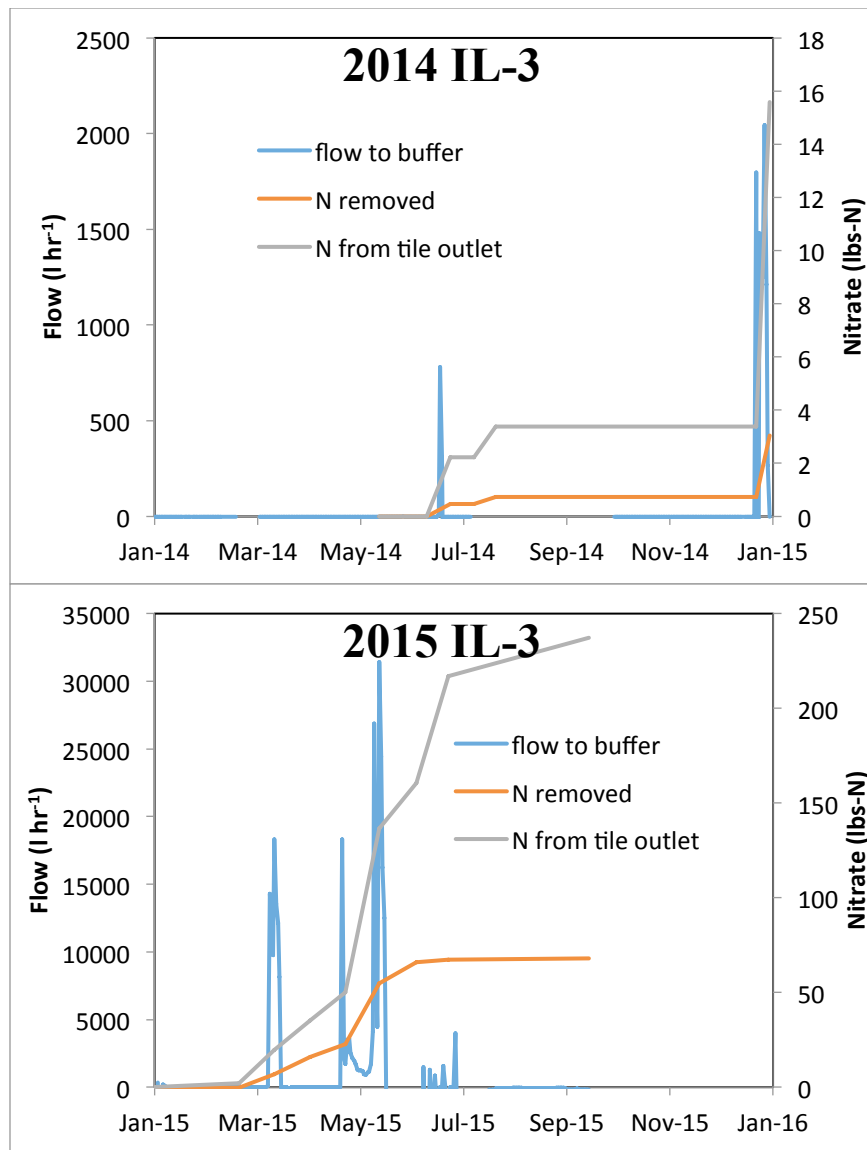 2014 IL-3
2500
2000
1500
1000
500
0
Flow (l hr-1)
flow to buffer
N removed
N from tile outlet
18
16
14
12
10
8
6
4
2
0
Nitrate (lbs-N)
Jan-14 Mar-14 May-14 Jul-14 Sep-14 Nov-14 Jan-15
2015 IL-3
35000
30000
25000
20000
15000
10000
5000
0
Flow (l hr-1)
flow to buffer
N removed
N from tile outlet
250
200
150
100
50
0
Nitrate (lbs-N)
Jan-15 Mar-15 May-15 Jul-15 Sep-15 Nov-15 Jan-16